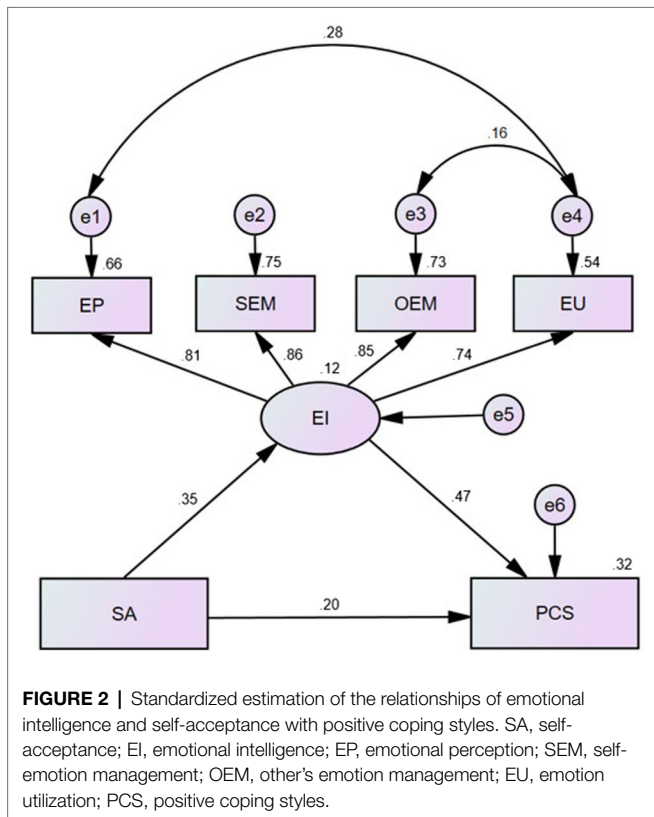 .28
.16
e1
e2
e3
e4
.66
.75
.73
.54
EP
SEM
OEM
EU
.81
.86
.85
.74
.12
EI
e5
.35
.47
e6
.32
SA
.20
PCS
FIGURE 2 | Standardized estimation of the relationships of emotional
intelligence and self-acceptance with positive coping styles. SA, self-
acceptance; EI, emotional intelligence; EP, emotional perception; SEM, self-
emotion management; OEM, other's emotion management; EU, emotion
utilization; PCS, positive coping styles.